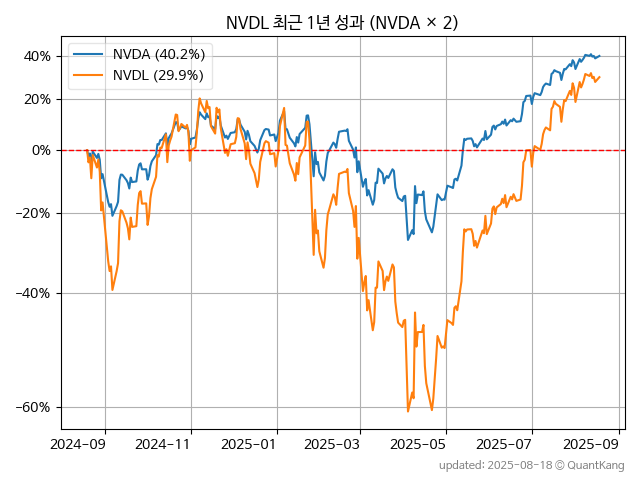 NVDL 최근 1년 성과 (NVDA × 2)
NVDA (40.2%)
NVDL (29.9%)
40%
20%
0%
−20%
−40%
−60%
2024-09 2024-11 2025-01 2025-03 2025-05 2025-07 2025-09
updated: 2025-08-18 © QuantKang